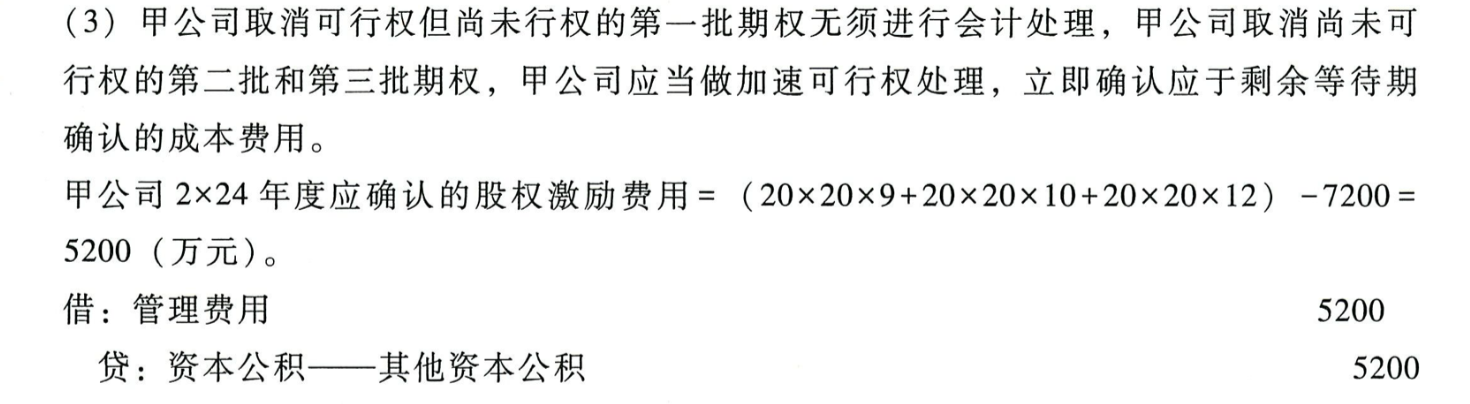 (3) 甲公司取消可行权但尚未行权的第一批期权无须进行会计处理，甲公司取消尚未可
行权的第二批和第三批期权，甲公司应当做加速可行权处理，立即确认应于剩余等待期
确认的成本费用。
甲公司 2×24 年度应确认的股权激励费用 = (20×20×9+20×20×10+20×20×12) -7200 =
5200（万元）。
借：管理费用 5200
贷：资本公积——其他资本公积 5200